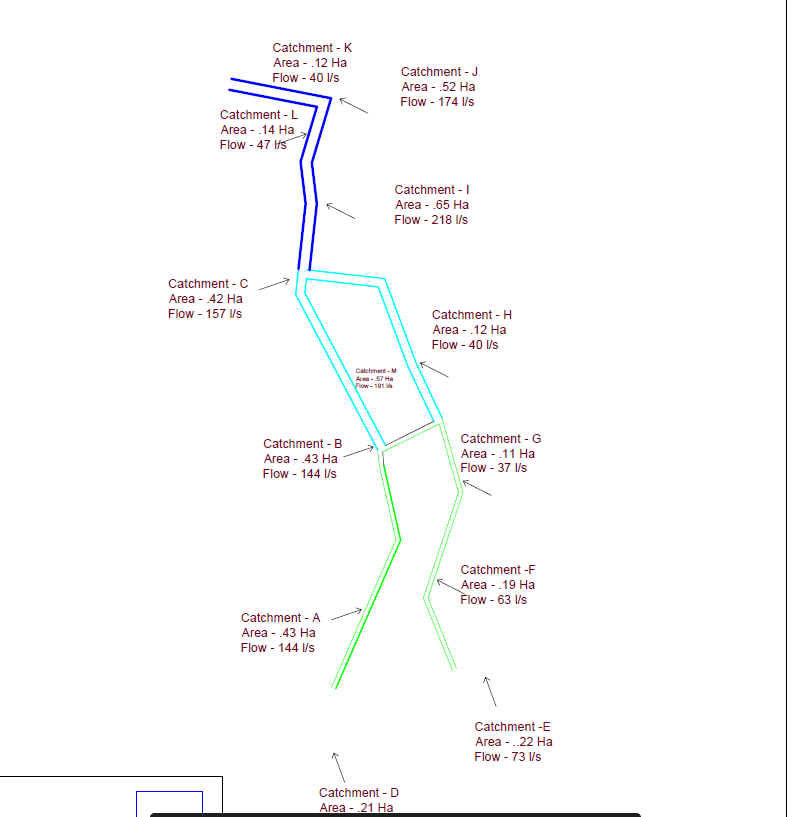 Catchment - K
Area - .12 Ha
Flow - 40 l/s
Catchment - J
Area - .52 Ha
Flow - 174 l/s
Catchment - L
Area - .14 Ha
Flow - 47 l/s
Catchment - I
Area - .65 Ha
Flow - 218 l/s
Catchment - C
Area - .42 Ha
Flow - 157 l/s
Catchment - H
Area - .12 Ha
Flow - 40 l/s
Catchment - M
Area - .57 Ha
Flow - 191 l/s
Catchment - B
Area - .43 Ha
Flow - 144 l/s
Catchment - G
Area - .11 Ha
Flow - 37 l/s
Catchment -F
Area - .19 Ha
Flow - 63 l/s
Catchment - A
Area - .43 Ha
Flow - 144 l/s
Catchment -E
Area - ..22 Ha
Flow - 73 l/s
Catchment - D
Area - .21 Ha